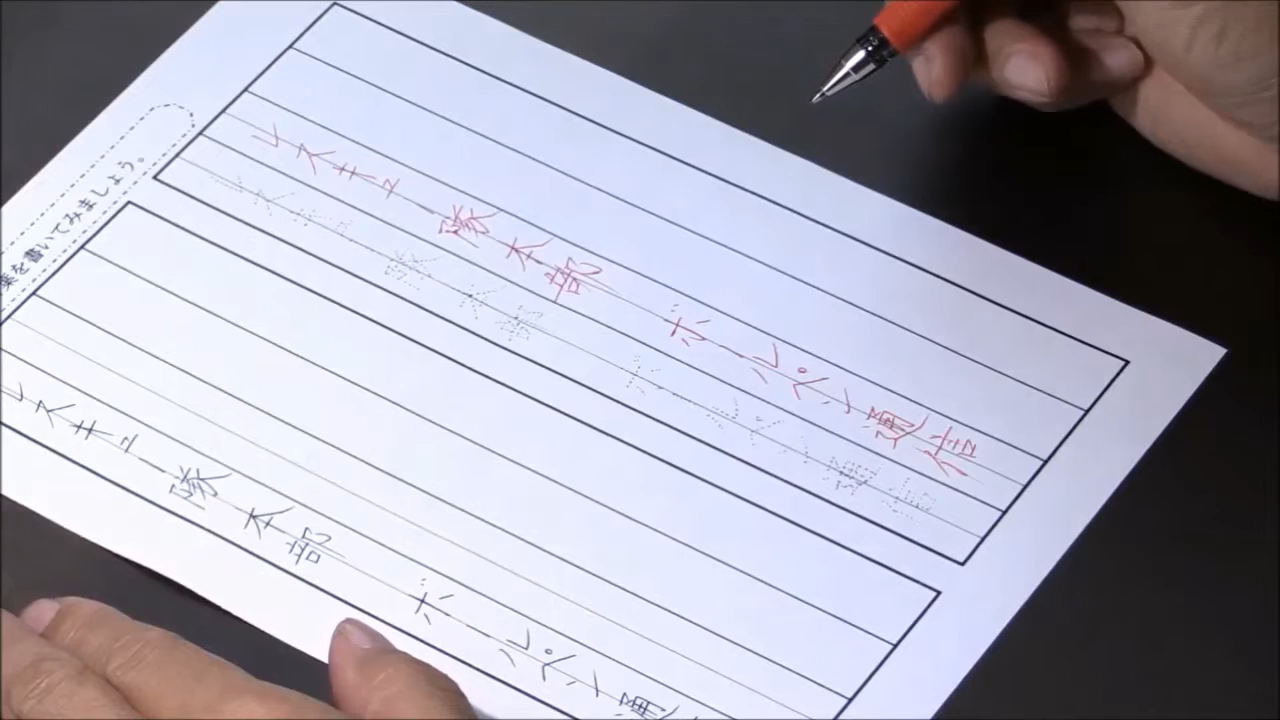 葉を書いてみましょう。
レスキュー隊本部 ボールペン通信
レスキュー隊本部 ボールペン通信
レスキュー隊本部 ボールペン通